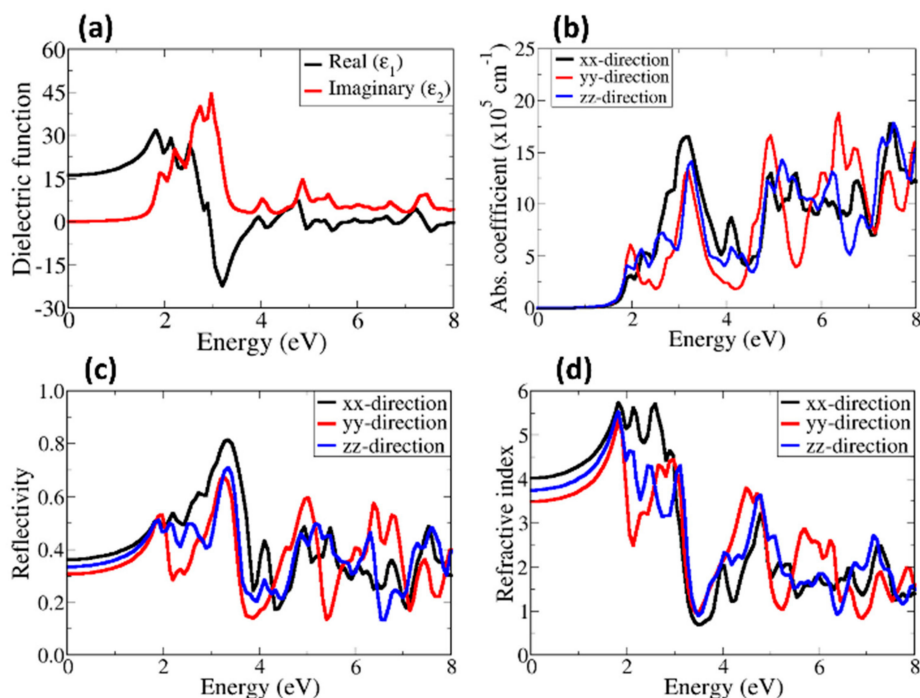 (a)
60
45
30
15
0
-15
-30
Dielectric function
Real (ε1)
Imaginary (ε2)
0 2 4 6 8
Energy (eV)
(b)
25
20
15
10
5
0
Abs. coefficient (x10⁵ cm⁻¹)
xx-direction
yy-direction
zz-direction
0 2 4 6 8
Energy (eV)
(c)
1.0
0.8
0.6
0.4
0.2
0.0
Reflectivity
xx-direction
yy-direction
zz-direction
0 2 4 6 8
Energy (eV)
(d)
6
5
4
3
2
1
0
Refractive index
xx-direction
yy-direction
zz-direction
0 2 4 6 8
Energy (eV)